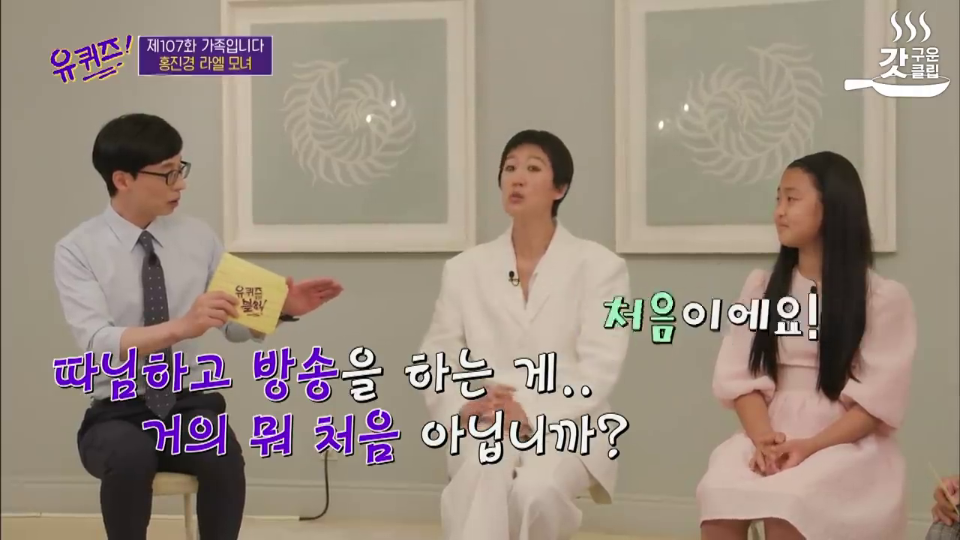 유퀴즈!
제107화 가족입니다
홍진경 라엘 모녀
갓구운
클립
유퀴즈
블럭!
처음이에요!
따님하고 방송을 하는 게..
거의 뭐 처음 아닙니까?